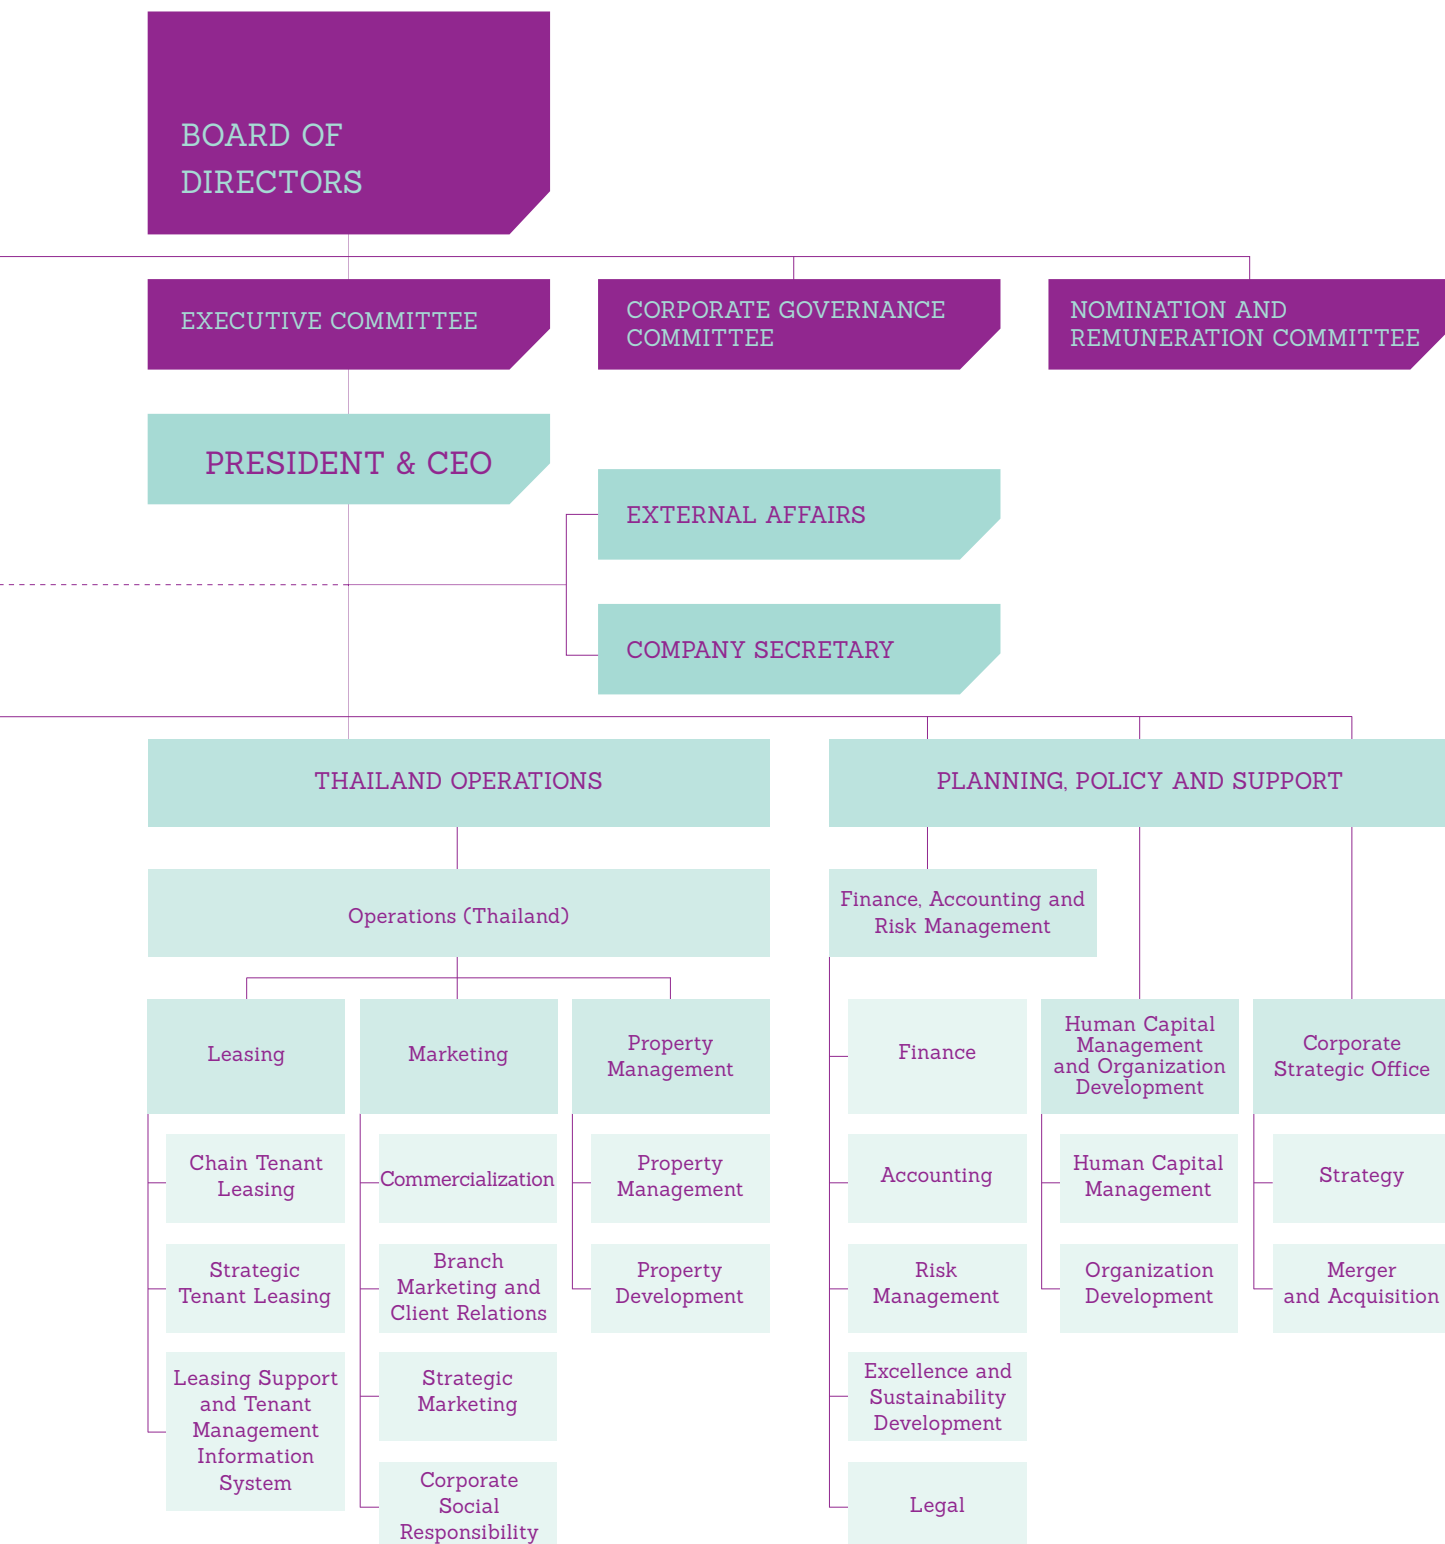 BOARD OF
DIRECTORS
EXECUTIVE COMMITTEE
CORPORATE GOVERNANCE
COMMITTEE
NOMINATION AND
REMUNERATION COMMITTEE
PRESIDENT & CEO
EXTERNAL AFFAIRS
COMPANY SECRETARY
THAILAND OPERATIONS
PLANNING, POLICY AND SUPPORT
Operations (Thailand)
Finance, Accounting and
Risk Management
Leasing
Marketing
Property
Management
Finance
Human Capital
Management
and Organization
Development
Corporate
Strategic Office
Chain Tenant
Leasing
Commercialization
Property
Management
Accounting
Human Capital
Management
Strategy
Strategic
Tenant Leasing
Branch
Marketing and
Client Relations
Property
Development
Risk
Management
Organization
Development
Merger
and Acquisition
Leasing Support
and Tenant
Management
Information
System
Strategic
Marketing
Excellence and
Sustainability
Development
Corporate
Social
Responsibility
Legal